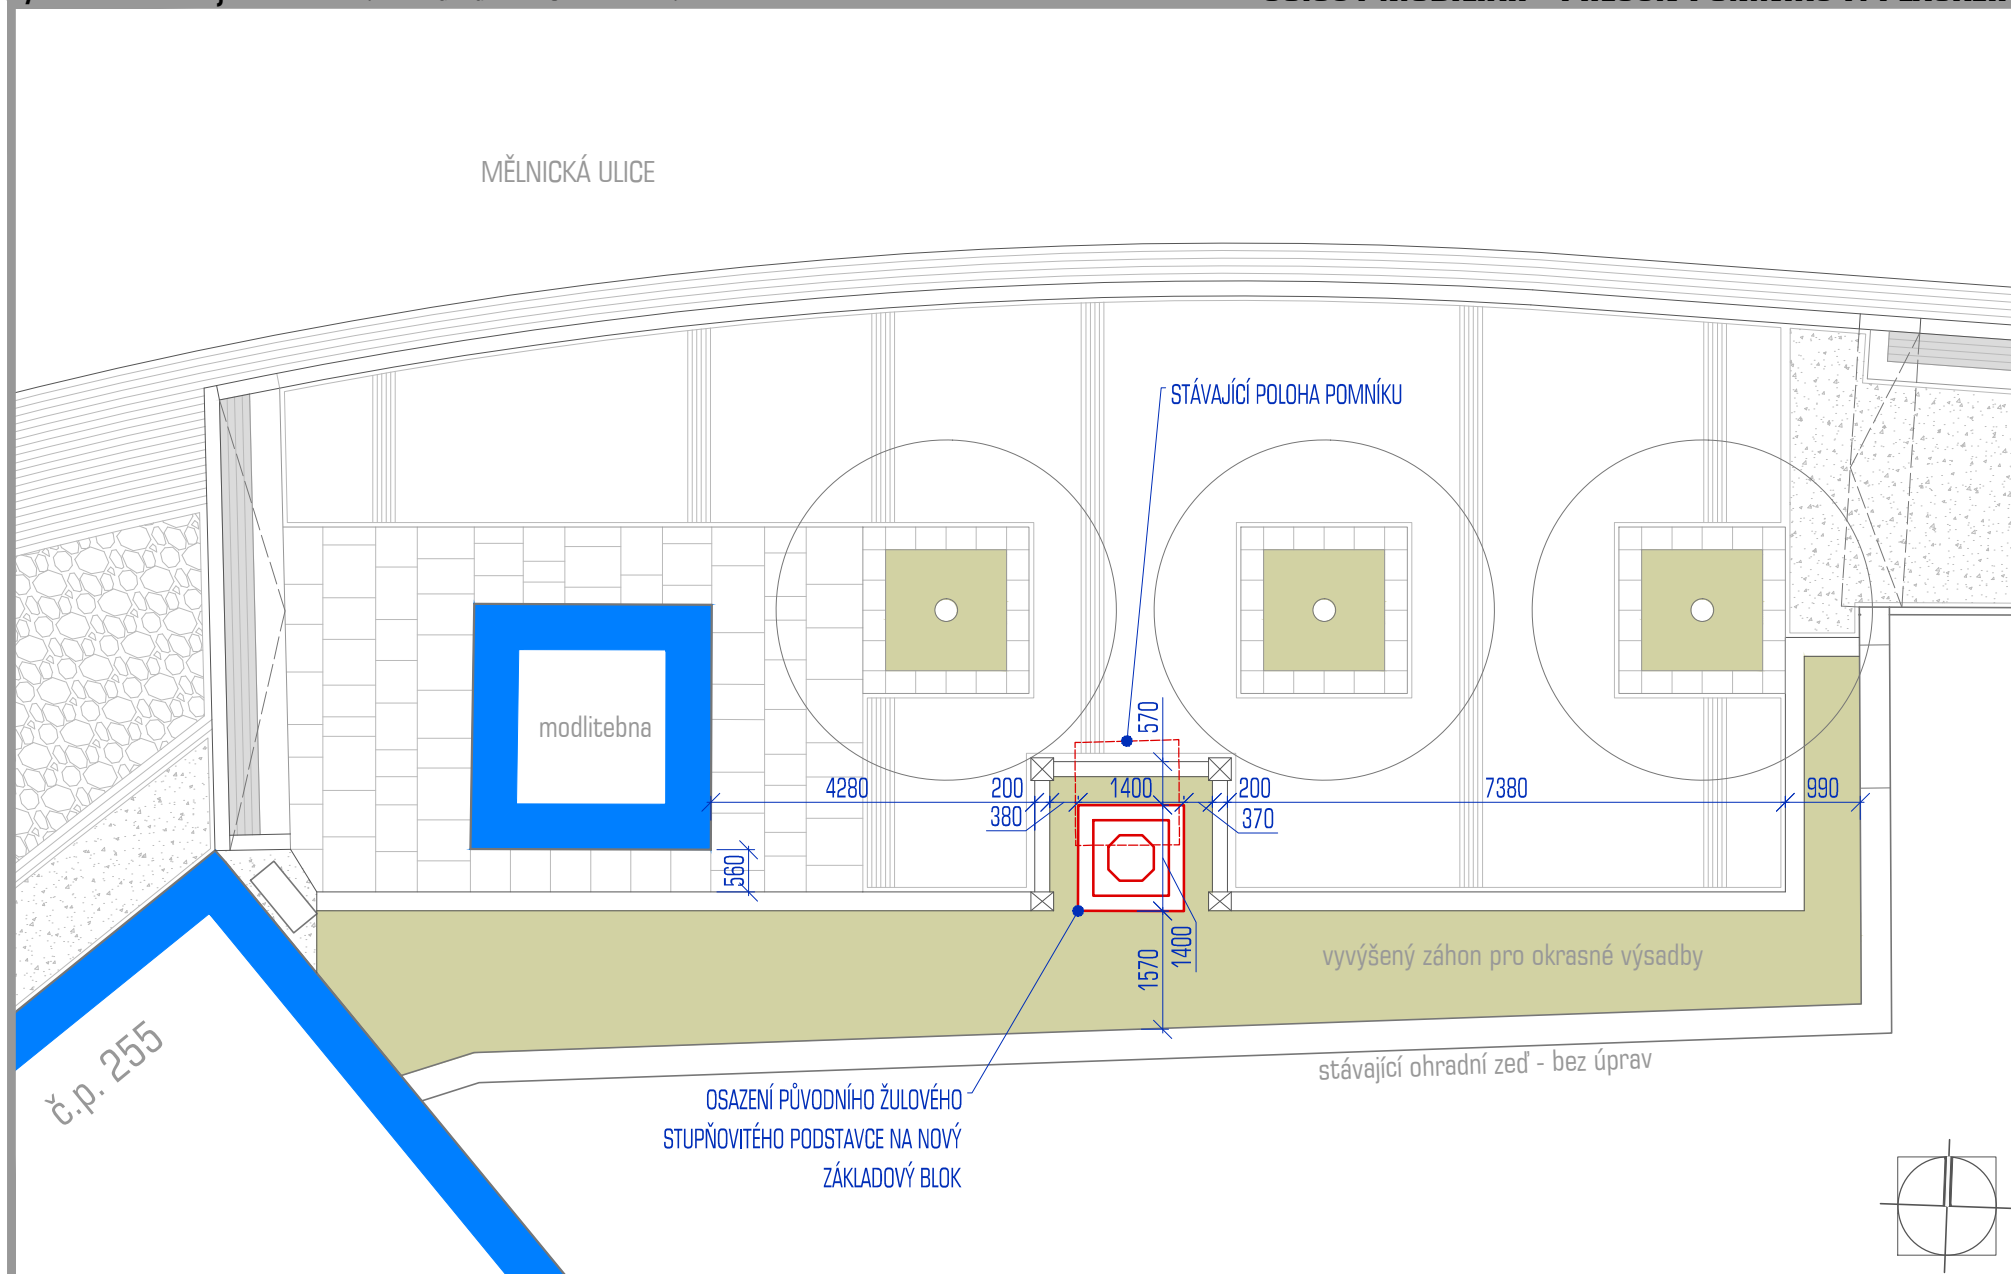 MĚLNICKÁ ULICE
STÁVAJÍCÍ POLOHA POMNÍKU
modlitebna
570
4280
200
1400
200
7380
990
380
370
560
1570
1400
vyvýšený záhon pro okrasné výsadby
č.p. 255
stávající ohradní zeď - bez úprav
OSAZENÍ PŮVODNÍHO ŽULOVÉHO
STUPŇOVITÉHO PODSTAVCE NA NOVÝ
ZÁKLADOVÝ BLOK